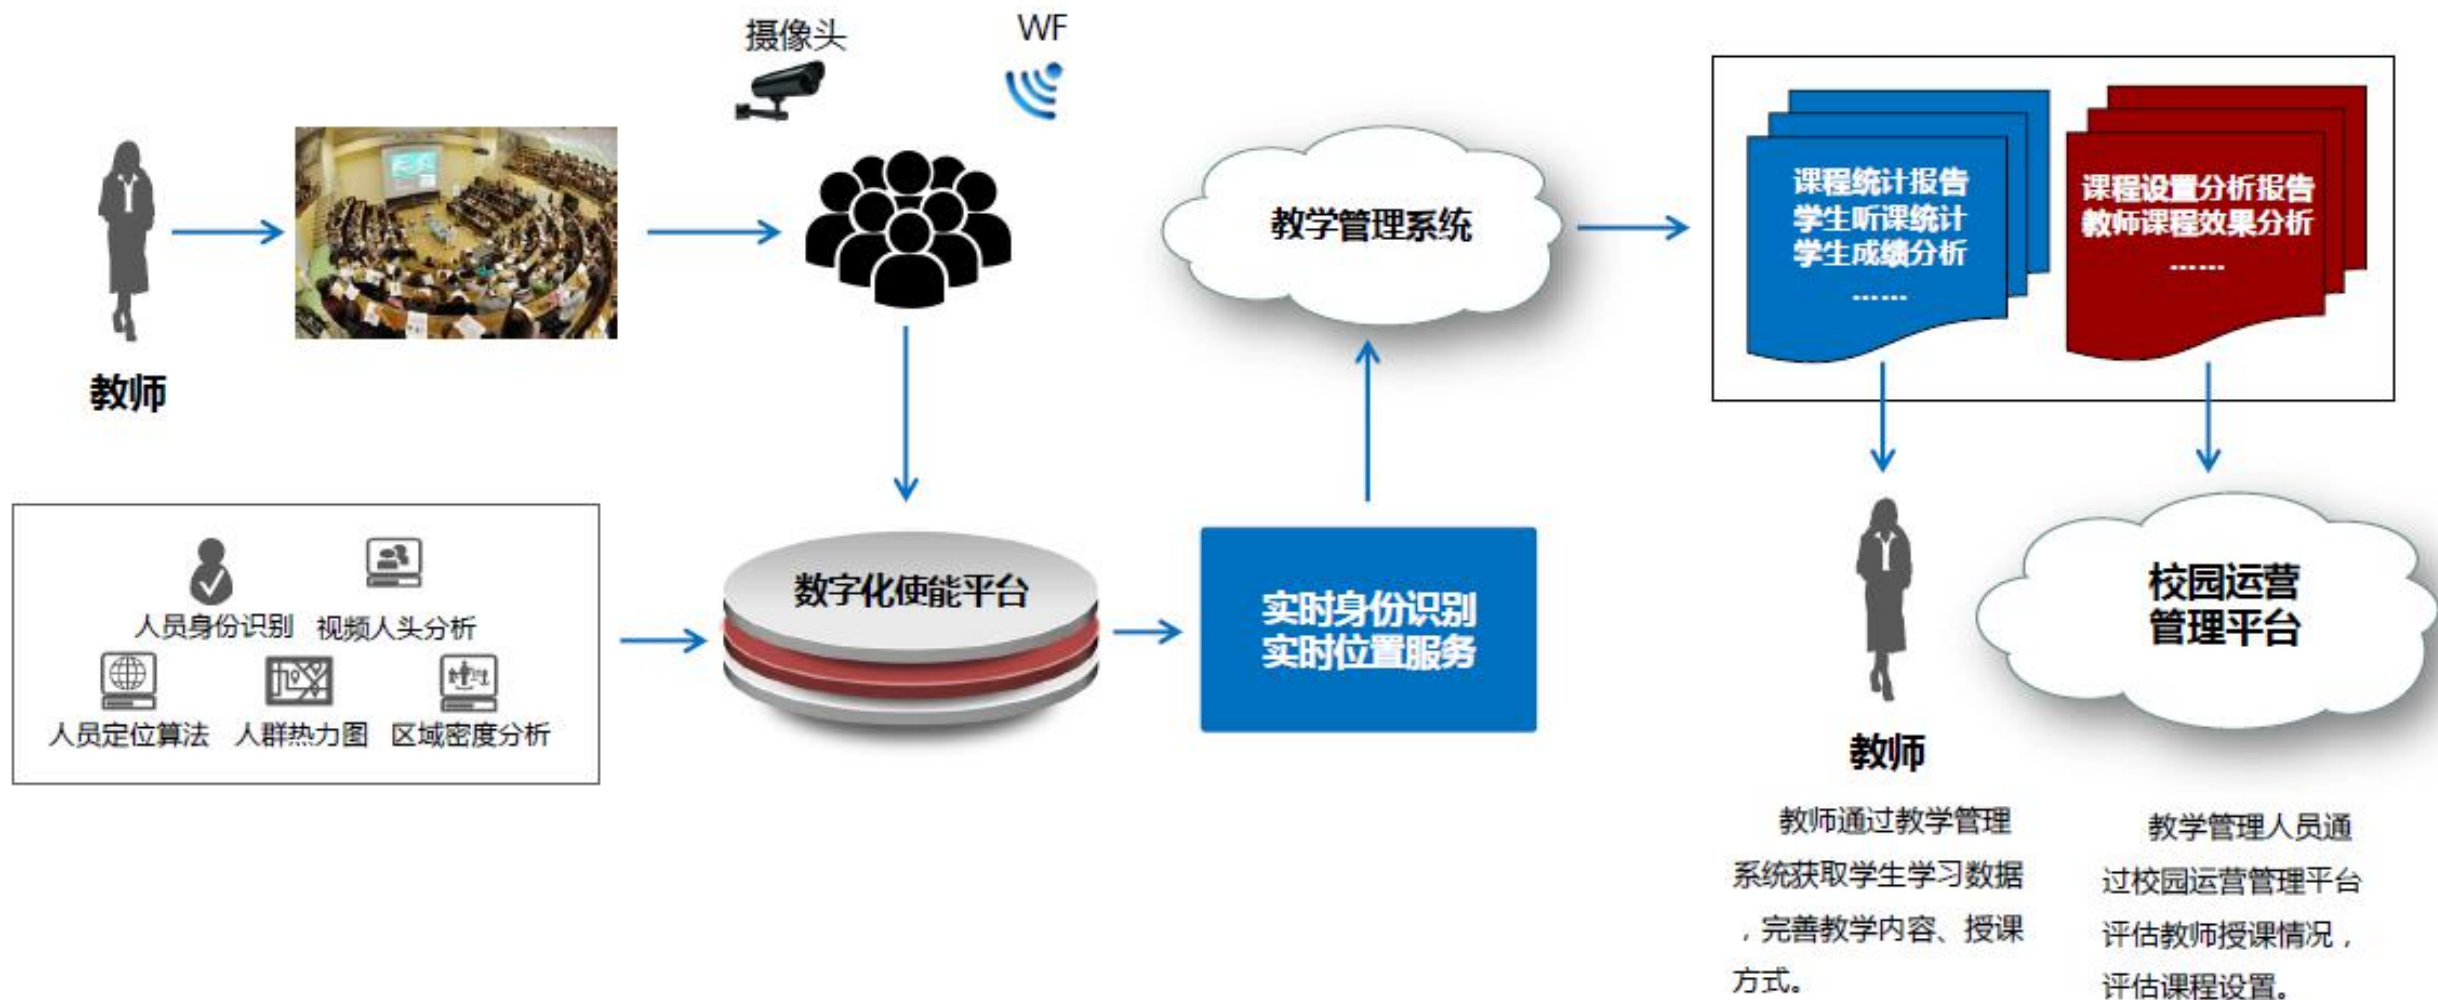 摄像头
WF
教师
教学管理系统
课程统计报告
学生听课统计
学生成绩分析
……
课程设置分析报告
教师课程效果分析
……
人员身份识别
视频人头分析
人员定位算法
人群热力图
区域密度分析
数字化使能平台
实时身份识别
实时位置服务
教师
教师通过教学管理
系统获取学生学习数据
，完善教学内容、授课
方式。
校园运营
管理平台
教学管理人员通
过校园运营管理平台
评估教师授课情况，
评估课程设置。